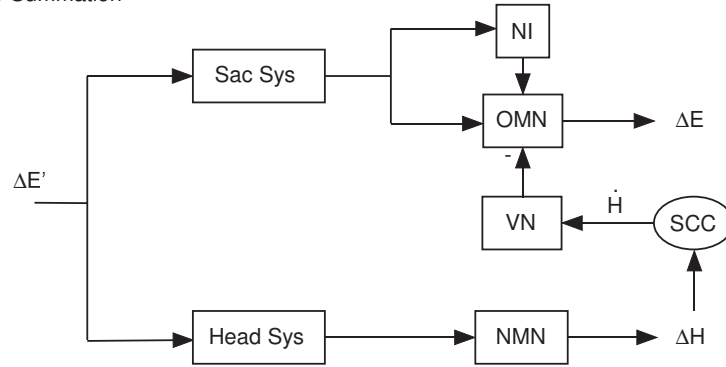 Summation
NI
Sac Sys
OMN
ΔE
-
ΔE'
Ḣ
VN
SCC
Head Sys
NMN
ΔH